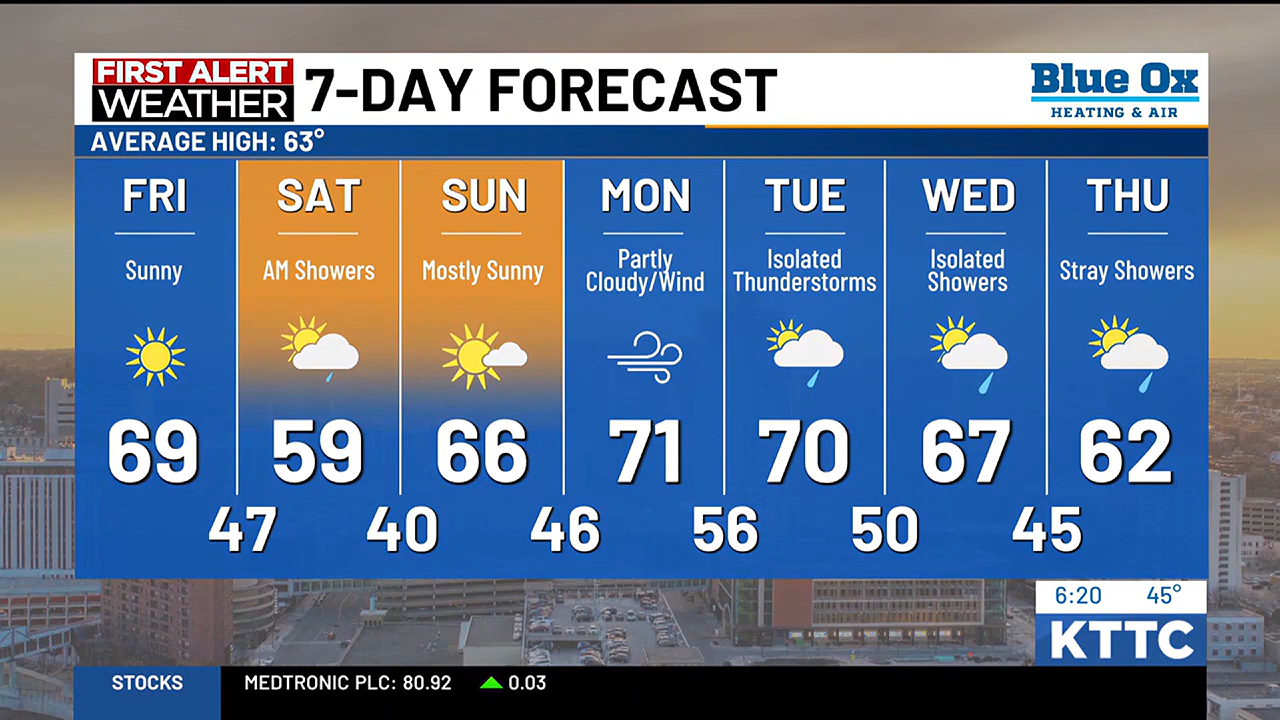 FIRST ALERT
WEATHER
7-DAY FORECAST
Blue Ox
HEATING & AIR
AVERAGE HIGH: 63°
FRI
SAT
SUN
MON
TUE
WED
THU
Sunny
AM Showers
Mostly Sunny
Partly
Cloudy/Wind
Isolated
Thunderstorms
Isolated
Showers
Stray Showers
69
59
66
71
70
67
62
47
40
46
56
50
45
6:20 45°
KTTC
STOCKS
MEDTRONIC PLC: 80.92 0.03